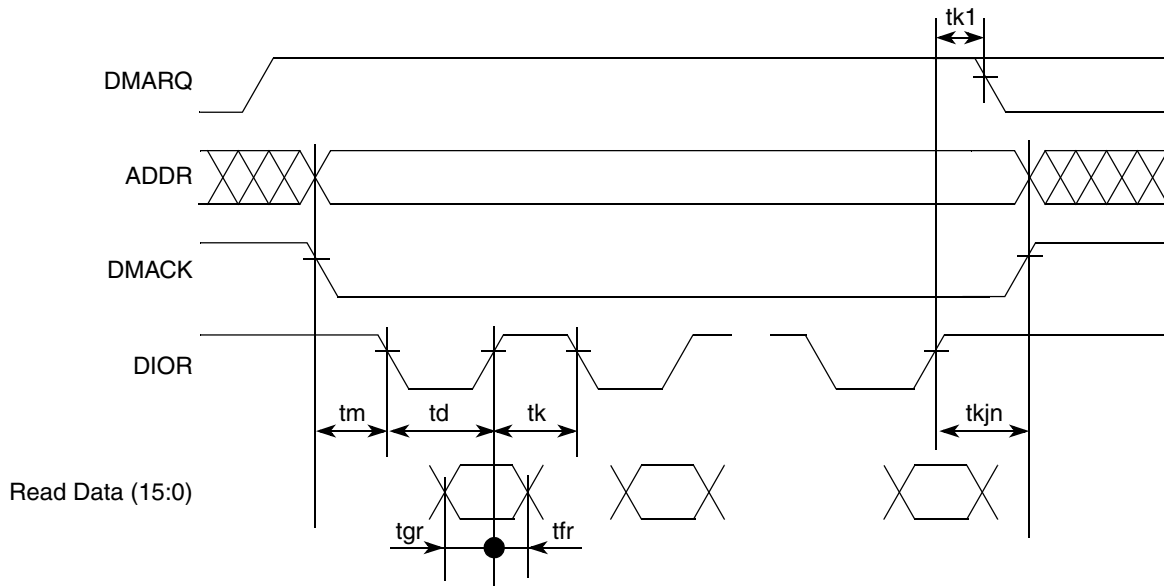 tk1
DMARQ
ADDR
DMACK
DIOR
tm td tk tkjn
Read Data (15:0)
tgr tfr